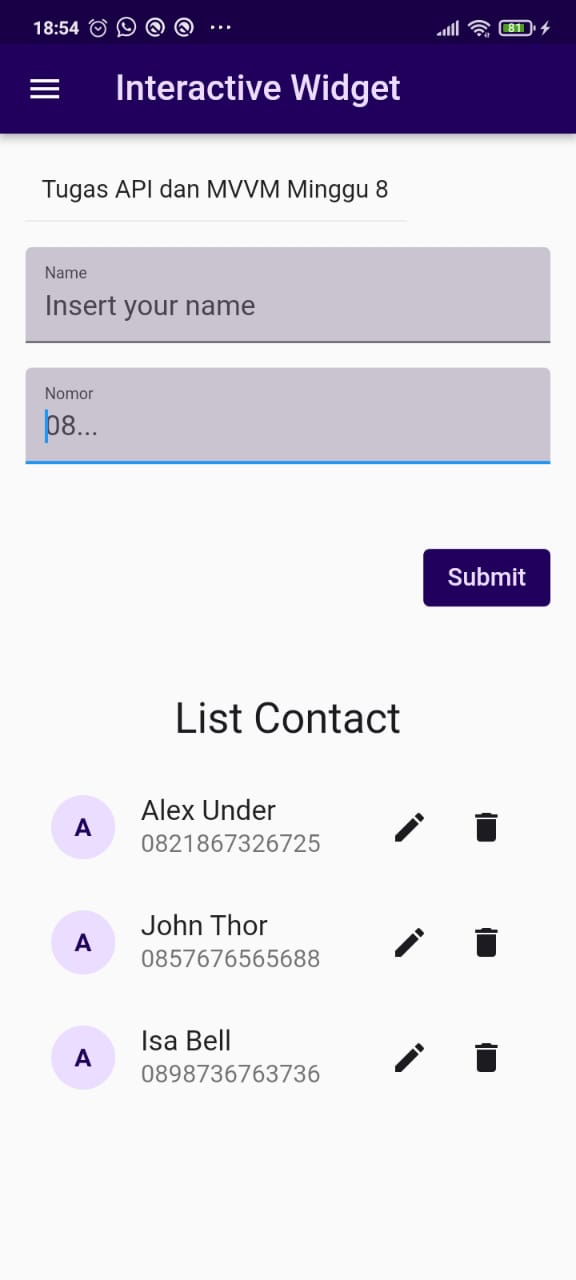 18:54
81
Interactive Widget
Tugas API dan MVVM Minggu 8
Name
Insert your name
Nomor
08...
Submit
List Contact
A
Alex Under
0821867326725
A
John Thor
0857676565688
A
Isa Bell
0898736763736